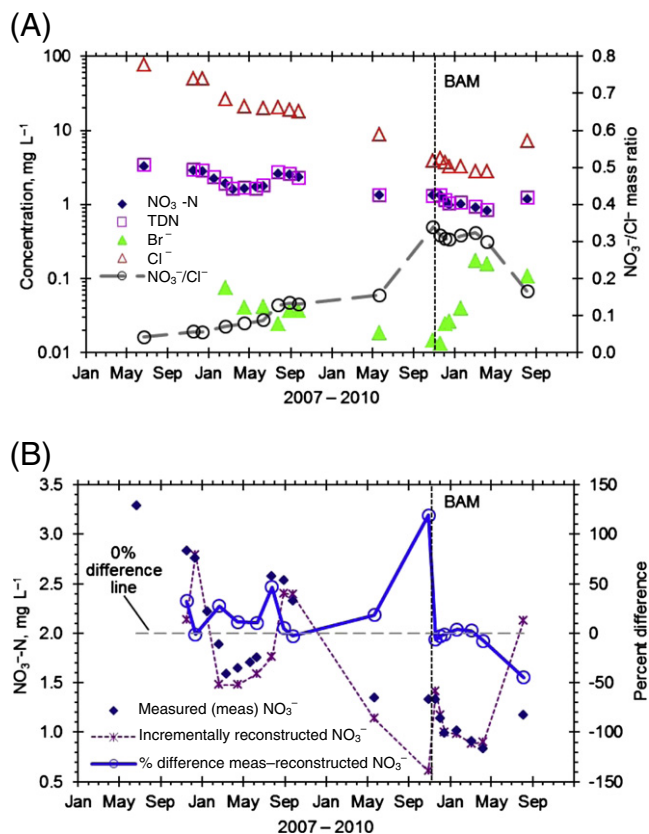 (A)
Concentration, mg L⁻¹
100
10
1
0.1
0.01
BAM
NO₃⁻-N
TDN
Br⁻
Cl⁻
NO₃⁻/Cl⁻
0.8
0.7
0.6
0.5
0.4
0.3
0.2
0.1
0.0
NO₃⁻/Cl⁻ mass ratio
Jan May Sep Jan May Sep Jan May Sep Jan May Sep
2007 – 2010
(B)
NO₃⁻-N, mg L⁻¹
3.5
3.0
2.5
2.0
1.5
1.0
0.5
BAM
0%
difference
line
Measured (meas) NO₃⁻
Incrementally reconstructed NO₃⁻
% difference meas–reconstructed NO₃⁻
150
100
50
0
-50
-100
-150
Percent difference
Jan May Sep Jan May Sep Jan May Sep Jan May Sep
2007 – 2010